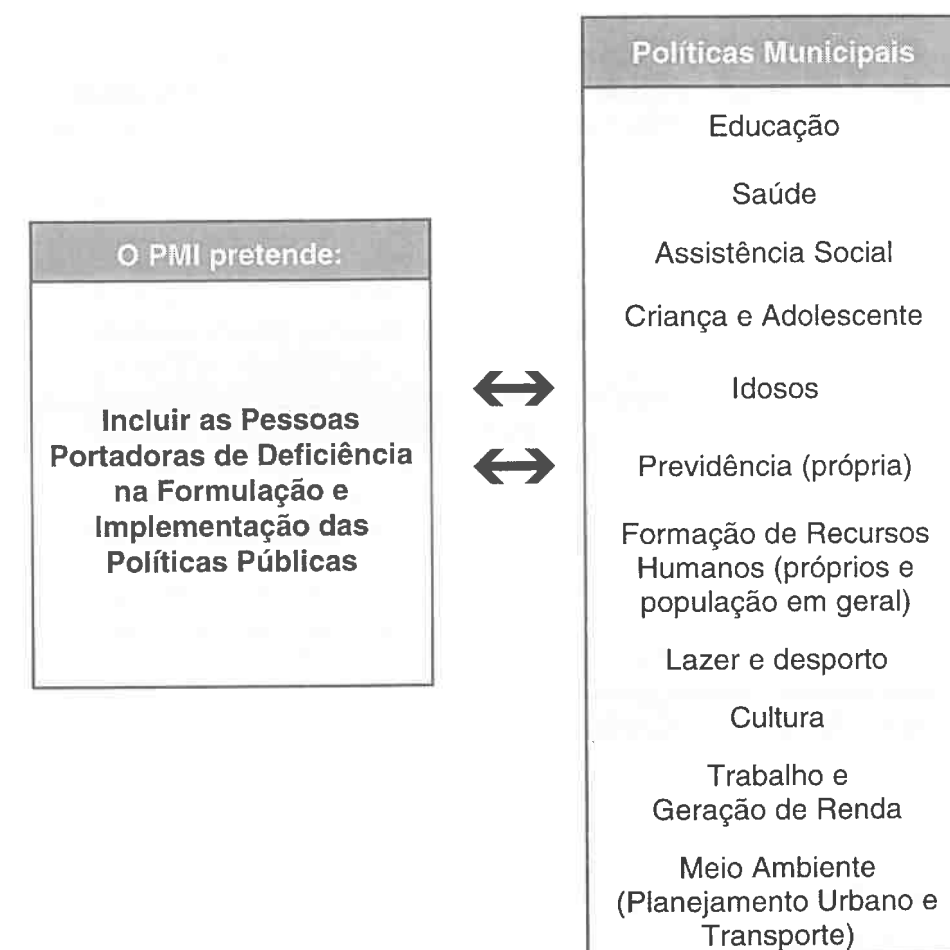 O PMI pretende:
Incluir as Pessoas
Portadoras de Deficiência
na Formulação e
Implementação das
Políticas Públicas
Políticas Municipais
Educação
Saúde
Assistência Social
Criança e Adolescente
Idosos
Previdência (própria)
Formação de Recursos
Humanos (próprios e
população em geral)
Lazer e desporto
Cultura
Trabalho e
Geração de Renda
Meio Ambiente
(Planejamento Urbano e
Transporte)